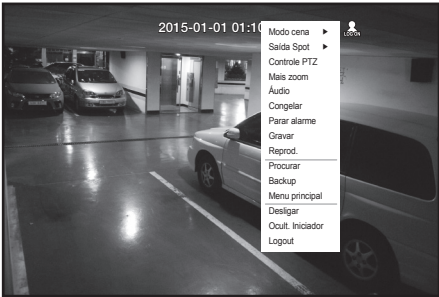 2015-01-01 01:10
LOG ON
Modo cena
Saída Spot
Controle PTZ
Mais zoom
Áudio
Congelar
Parar alarme
Gravar
Reprod.
Procurar
Backup
Menu principal
Desligar
Ocult. Iniciador
Logout